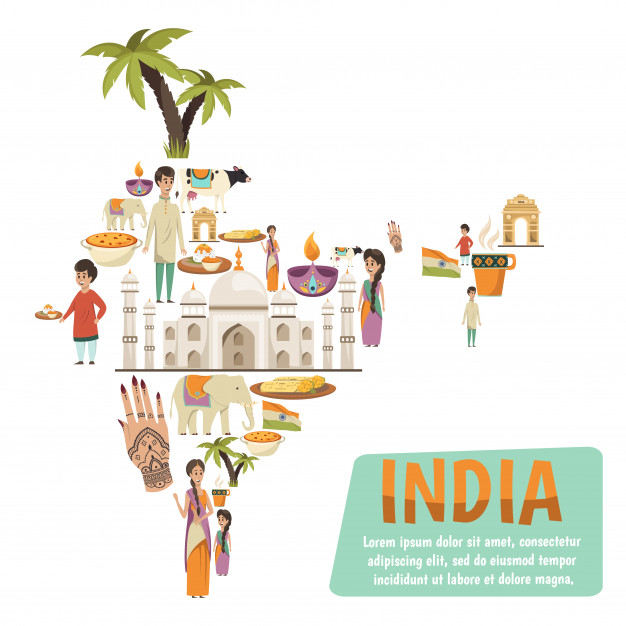 INDIA
Lorem ipsum dolor sit amet, consectetur
adipiscing elit, sed do eiusmod tempor
incididunt ut labore et dolore magna.